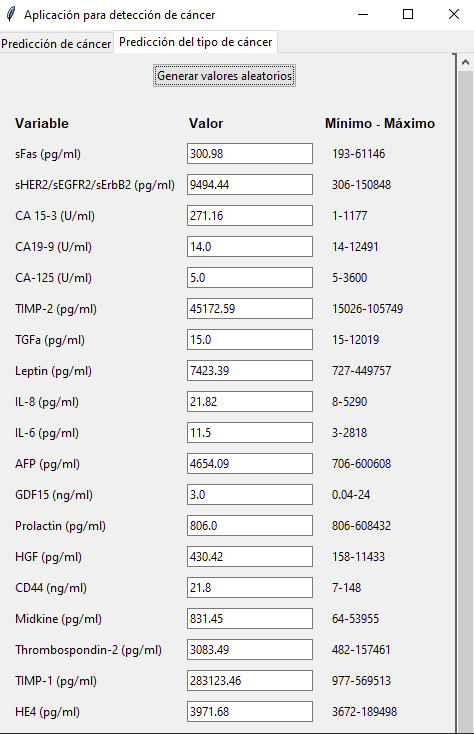 Aplicación para detección de cáncer
Predicción de cáncer Predicción del tipo de cáncer
Generar valores aleatorios
Variable Valor Mínimo - Máximo
sFas (pg/ml) 300.98 193-61146
sHER2/sEGFR2/sErbB2 (pg/ml) 9494.44 306-150848
CA 15-3 (U/ml) 271.16 1-1177
CA19-9 (U/ml) 14.0 14-12491
CA-125 (U/ml) 5.0 5-3600
TIMP-2 (pg/ml) 45172.59 15026-105749
TGFa (pg/ml) 15.0 15-12019
Leptin (pg/ml) 7423.39 727-449757
IL-8 (pg/ml) 21.82 8-5290
IL-6 (pg/ml) 11.5 3-2818
AFP (pg/ml) 4654.09 706-600608
GDF15 (ng/ml) 3.0 0.04-24
Prolactin (pg/ml) 806.0 806-608432
HGF (pg/ml) 430.42 158-11433
CD44 (ng/ml) 21.8 7-148
Midkine (pg/ml) 831.45 64-53955
Thrombospondin-2 (pg/ml) 3083.49 482-157461
TIMP-1 (pg/ml) 283123.46 977-569513
HE4 (pg/ml) 3971.68 3672-189498